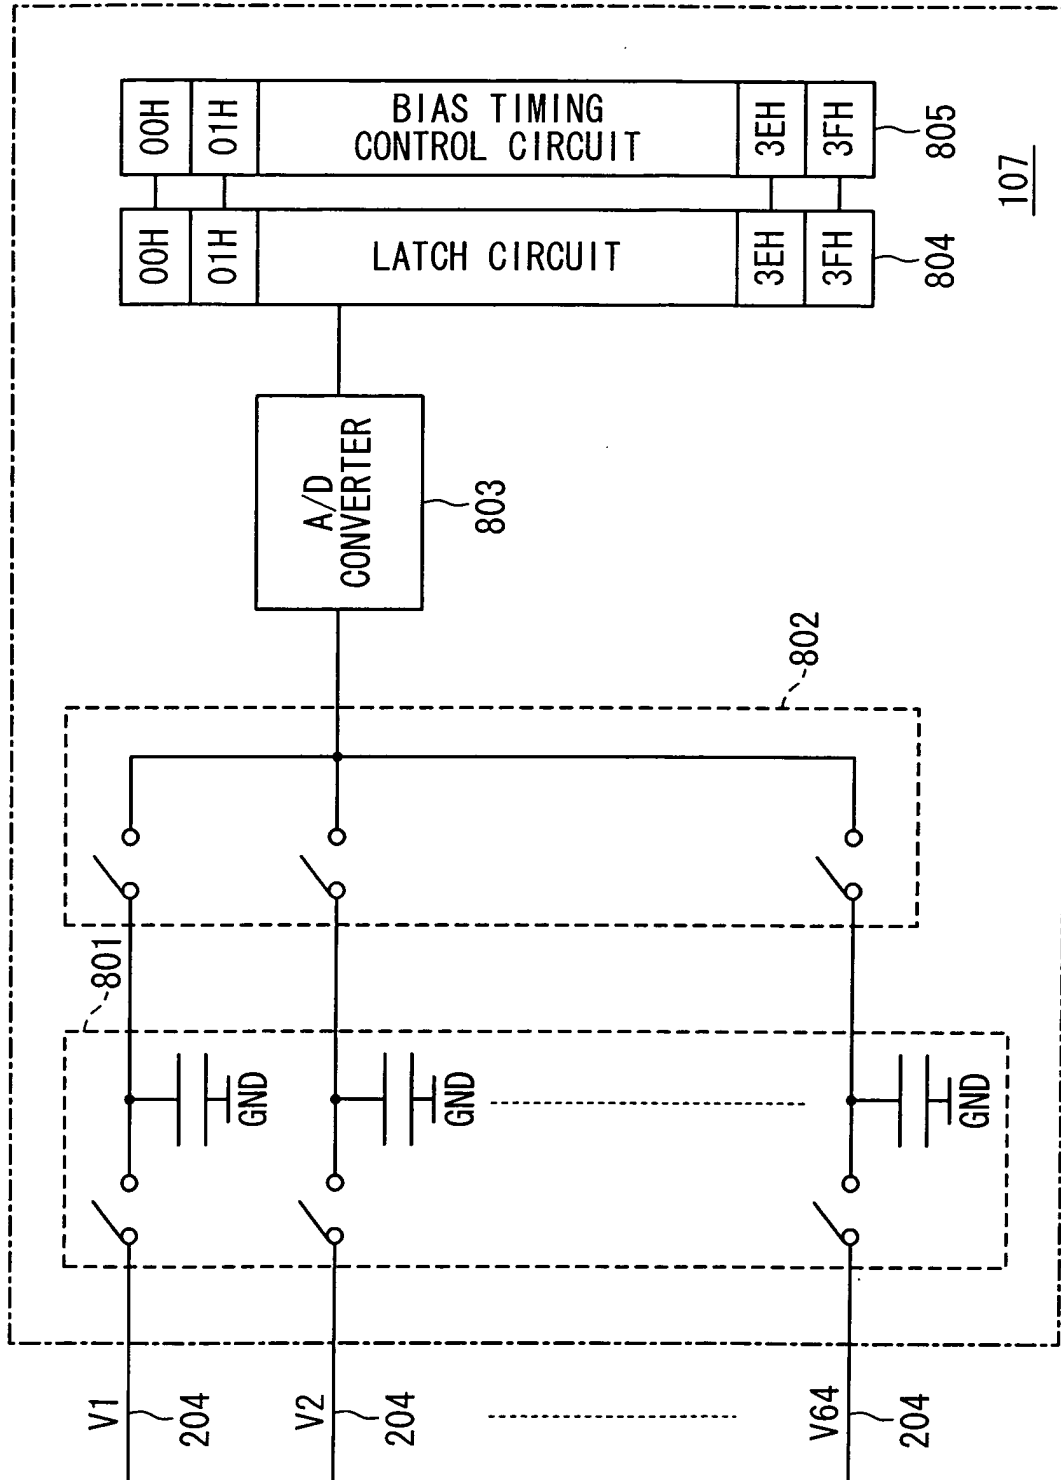 107
00H
01H
BIAS TIMING
CONTROL CIRCUIT
3EH
3FH
805
00H
01H
LATCH CIRCUIT
3EH
3FH
804
A/D
CONVERTER
803
802
801
GND
GND
GND
V1
204
V2
204
V64
204